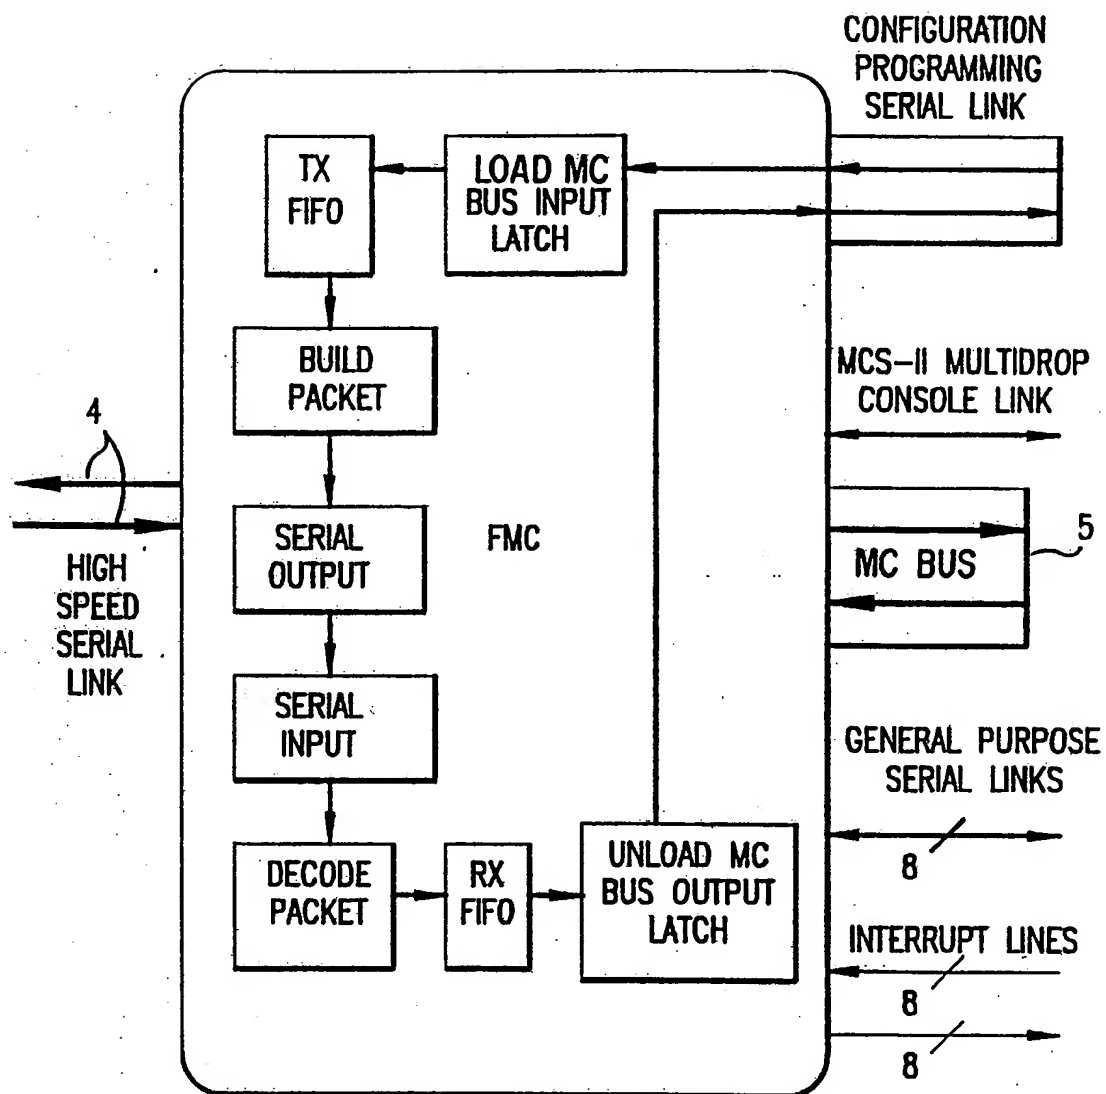 CONFIGURATION
PROGRAMMING
SERIAL LINK
TX
FIFO
LOAD MC
BUS INPUT
LATCH
BUILD
PACKET
MCS-II MULTIDROP
CONSOLE LINK
4
SERIAL
OUTPUT
FMC
5
MC BUS
HIGH
SPEED
SERIAL
LINK
SERIAL
INPUT
GENERAL PURPOSE
SERIAL LINKS
8
DECODE
PACKET
RX
FIFO
UNLOAD MC
BUS OUTPUT
LATCH
INTERRUPT LINES
8
8